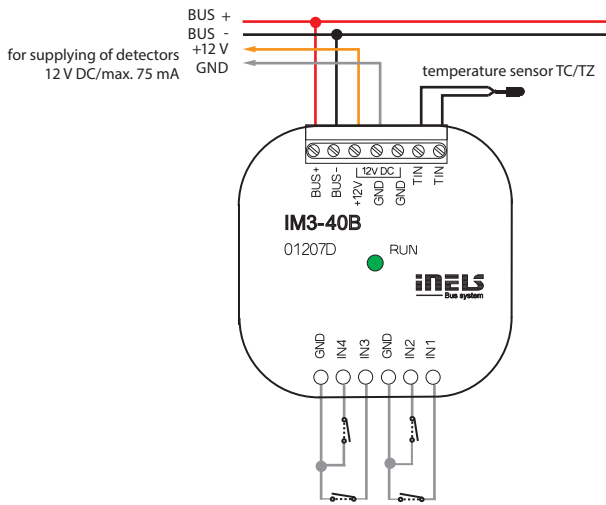 BUS +
BUS -
+12 V
for supplying of detectors
12 V DC/max. 75 mA
GND
temperature sensor TC/TZ
BUS+
BUS-
+12V
12V DC
GND
GND
TIN
TIN
IM3-40B
01207D
RUN
iNELS
Bus system
GND
IN4
IN3
GND
IN2
IN1